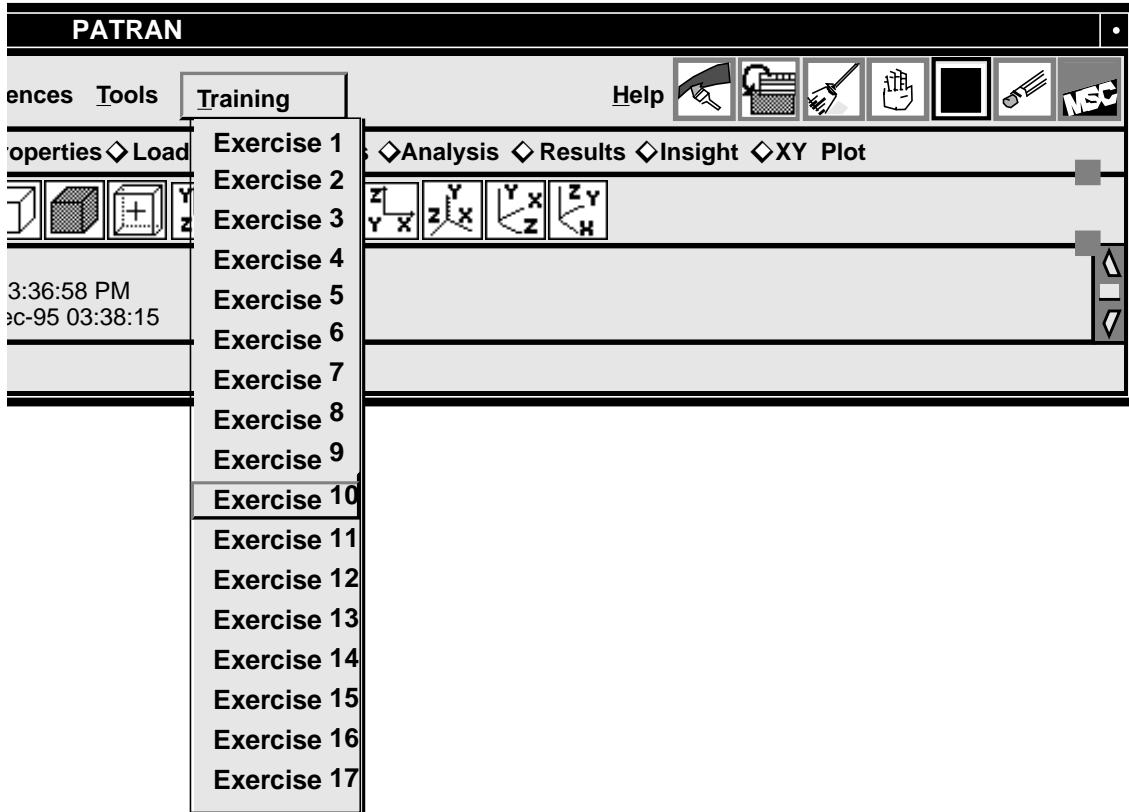 PATRAN
ences Tools Training Help MSC
Exercise 1
roperties Load s Analysis Results Insight XY Plot
Exercise 2
Y Z Z Y X Y Z X Y X Z Z Y X
Exercise 3
Exercise 4
3:36:58 PM
Exercise 5
ec-95 03:38:15
Exercise 6
Exercise 7
Exercise 8
Exercise 9
Exercise 10
Exercise 11
Exercise 12
Exercise 13
Exercise 14
Exercise 15
Exercise 16
Exercise 17